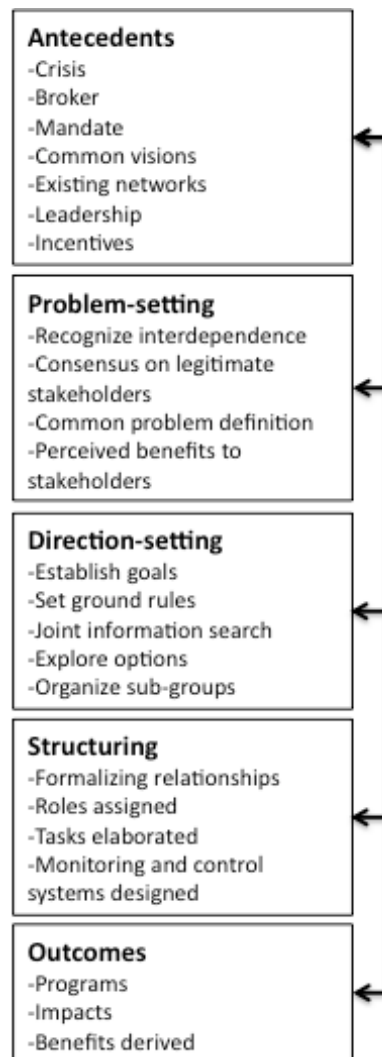 Antecedents
-Crisis
-Broker
-Mandate
-Common visions
-Existing networks
-Leadership
-Incentives
Problem-setting
-Recognize interdependence
-Consensus on legitimate
stakeholders
-Common problem definition
-Perceived benefits to
stakeholders
Direction-setting
-Establish goals
-Set ground rules
-Joint information search
-Explore options
-Organize sub-groups
Structuring
-Formalizing relationships
-Roles assigned
-Tasks elaborated
-Monitoring and control
systems designed
Outcomes
-Programs
-Impacts
-Benefits derived